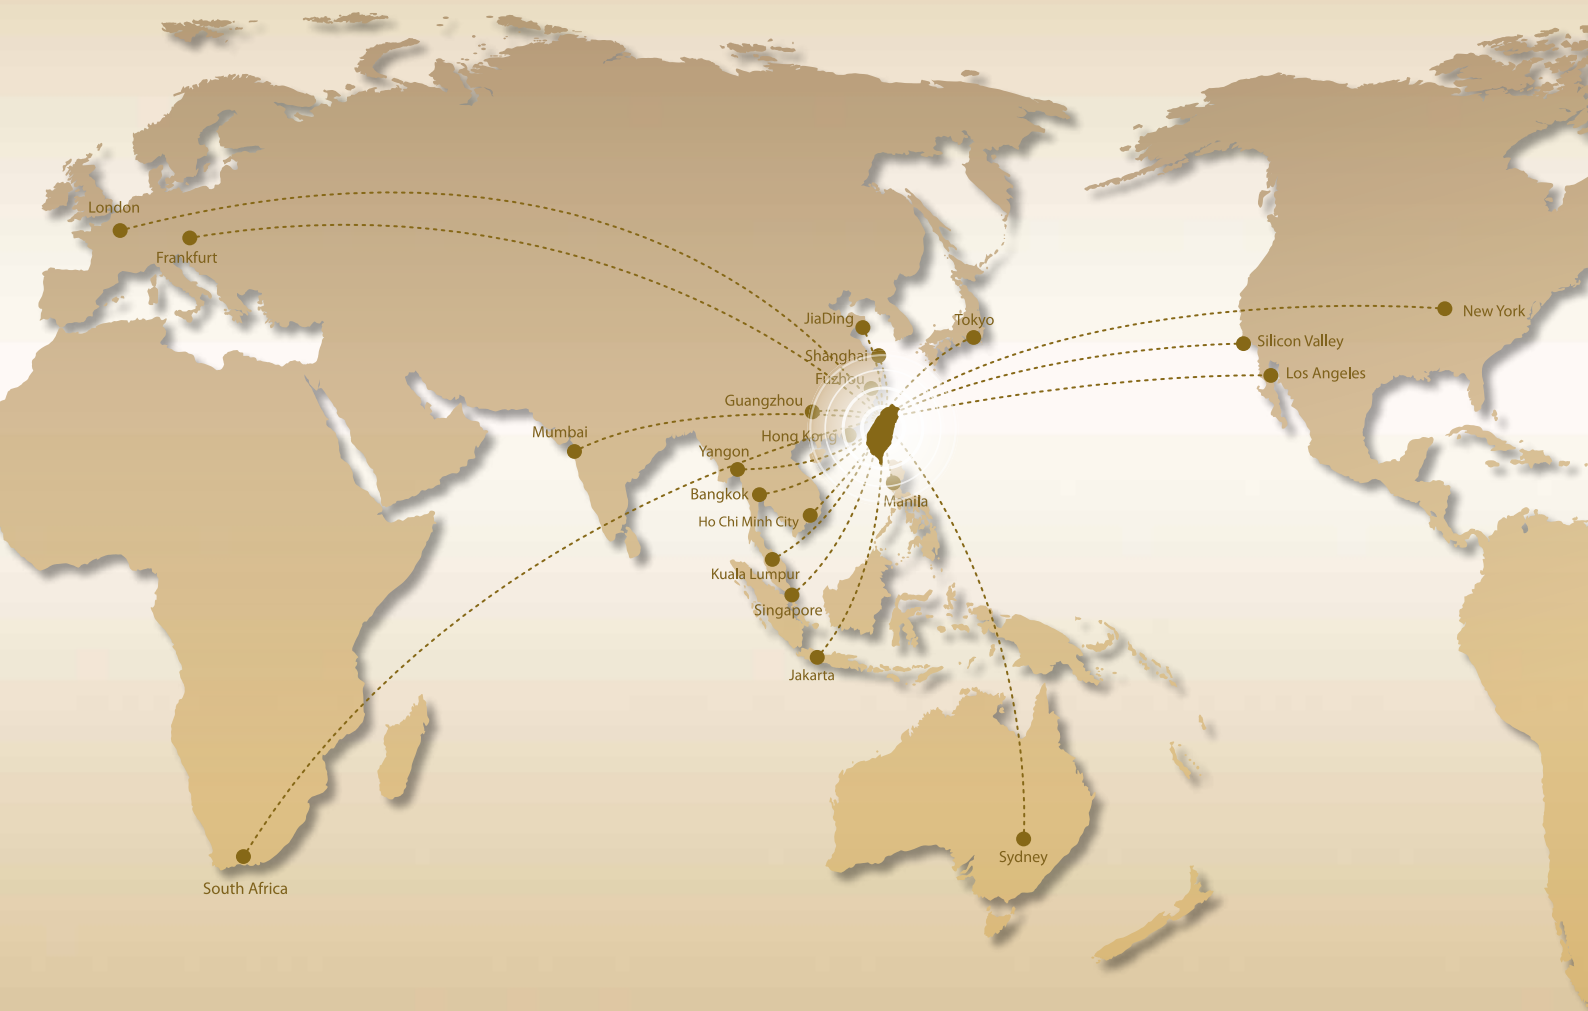 London
Frankfurt
JiaDing
Tokyo
New York
Shanghai
Silicon Valley
Fuzhou
Los Angeles
Guangzhou
Mumbai
Hong Kong
Yangon
Bangkok
Manila
Ho Chi Minh City
Kuala Lumpur
Singapore
Jakarta
Sydney
South Africa